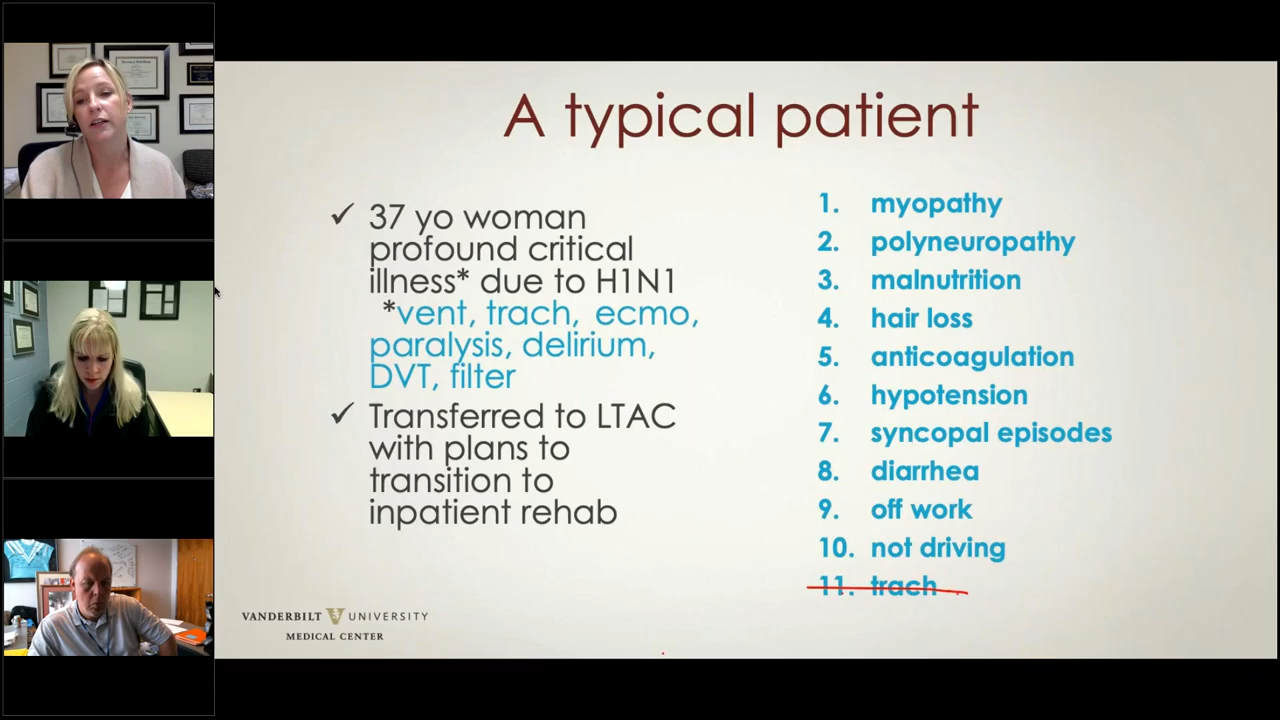 A typical patient
✓ 37 yo woman
profound critical
illness* due to H1N1
*vent, trach, ecmo,
paralysis, delirium,
DVT, filter
✓ Transferred to LTAC
with plans to
transition to
inpatient rehab
1. myopathy
2. polyneuropathy
3. malnutrition
4. hair loss
5. anticoagulation
6. hypotension
7. syncopal episodes
8. diarrhea
9. off work
10. not driving
11. trach
VANDERBILT V UNIVERSITY
MEDICAL CENTER